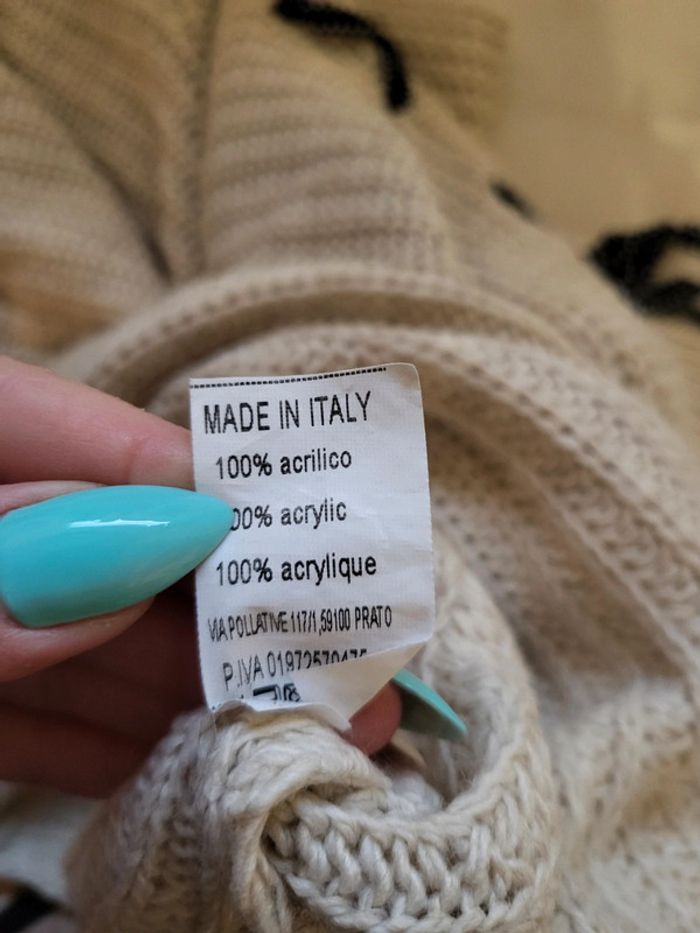 MADE IN ITALY
100% acrilico
00% acrylic
100% acrylique
VIA POLLATIVE 117/1,59100 PRATO
P.IVA